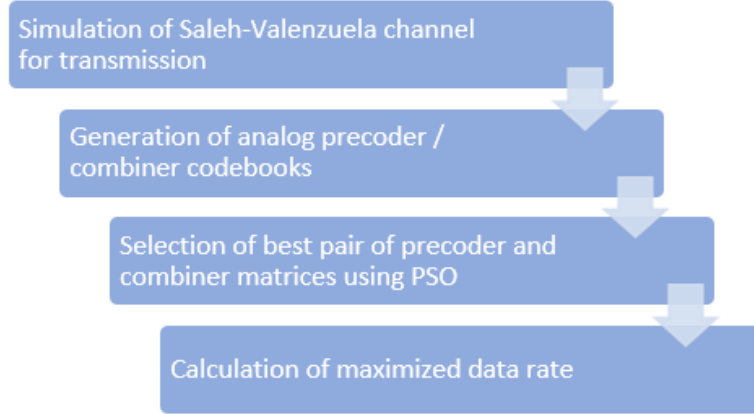 Simulation of Saleh-Valenzuela channel
for transmission
Generation of analog precoder /
combiner codebooks
Selection of best pair of precoder and
combiner matrices using PSO
Calculation of maximized data rate